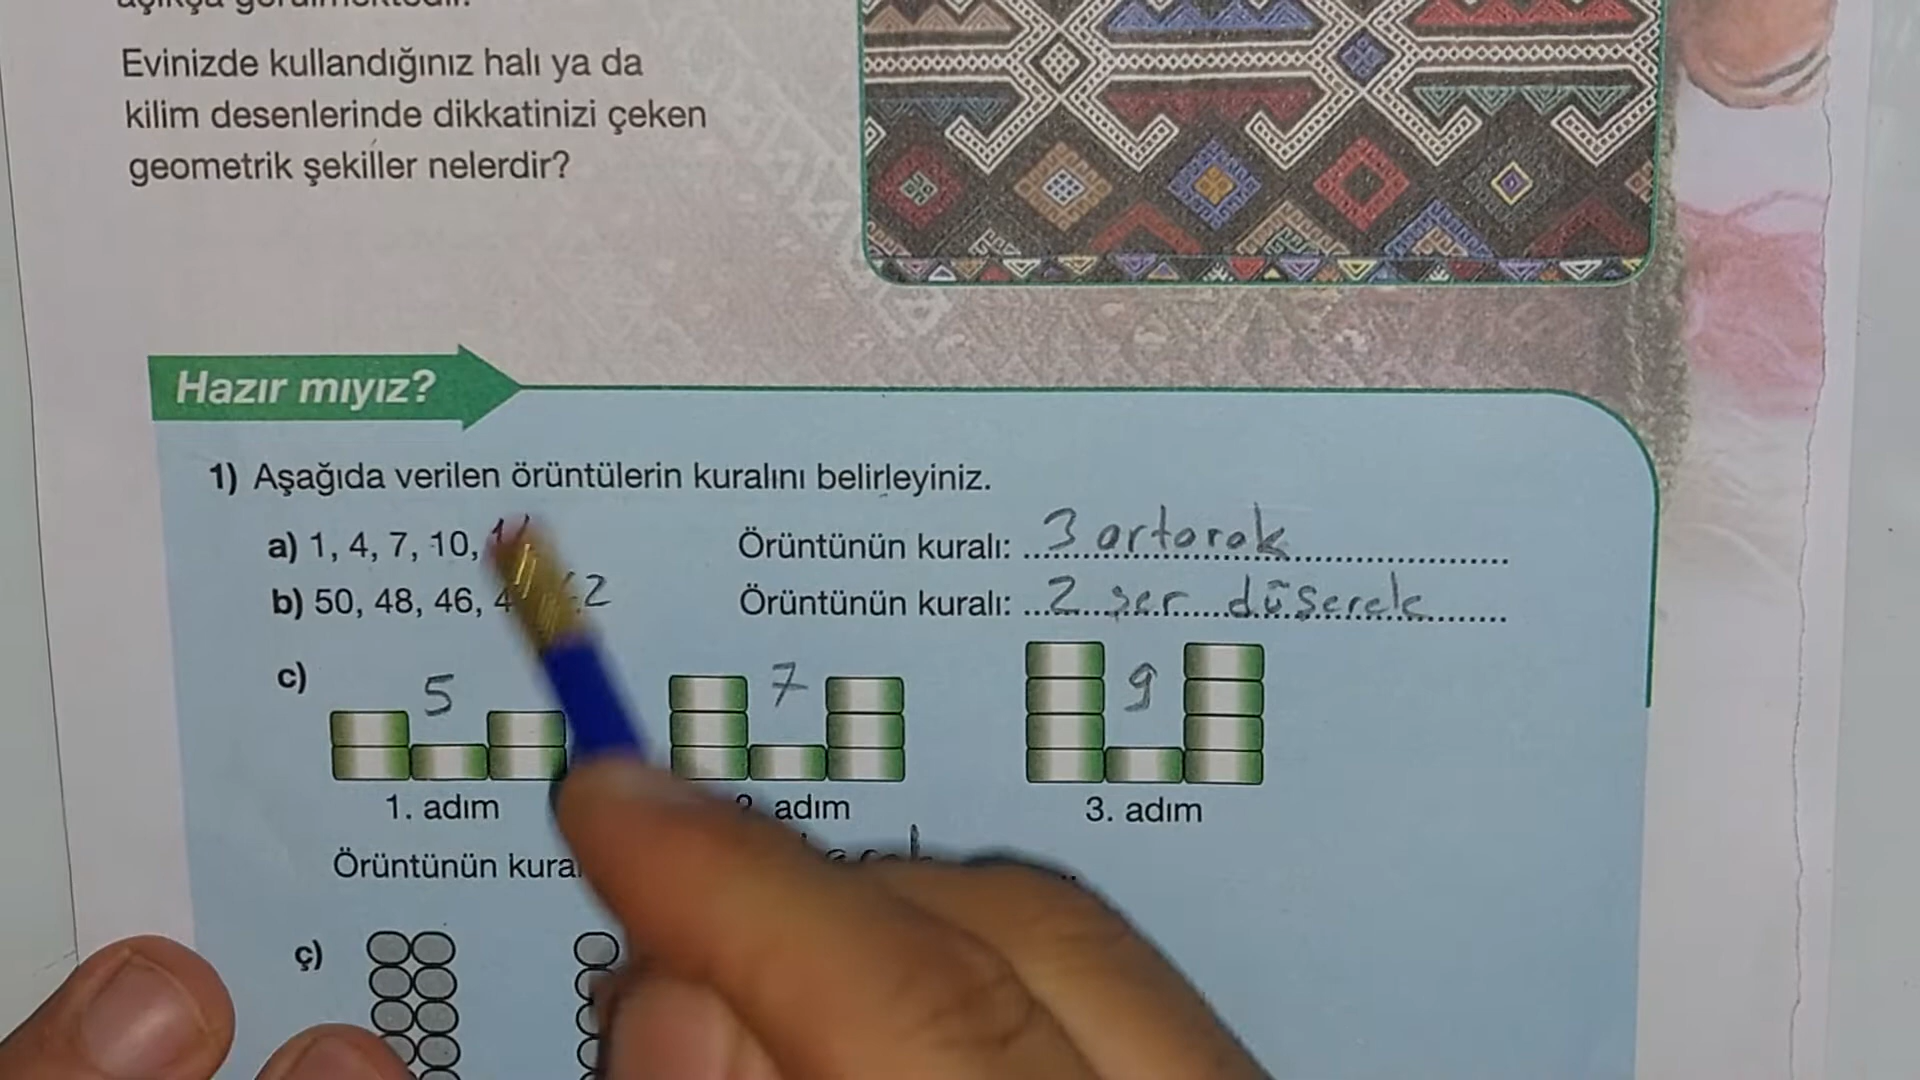 Evinizde kullandığınız halı ya da
kilim desenlerinde dikkatinizi çeken
geometrik şekiller nelerdir?
Hazır mıyız?
1) Aşağıda verilen örüntülerin kuralını belirleyiniz.
a) 1, 4, 7, 10, Örüntünün kuralı: 3 artarak
b) 50, 48, 46, Örüntünün kuralı: 2 şer düşerek
c) 5 7 9
1. adım 2. adım 3. adım
Örüntünün
ç)